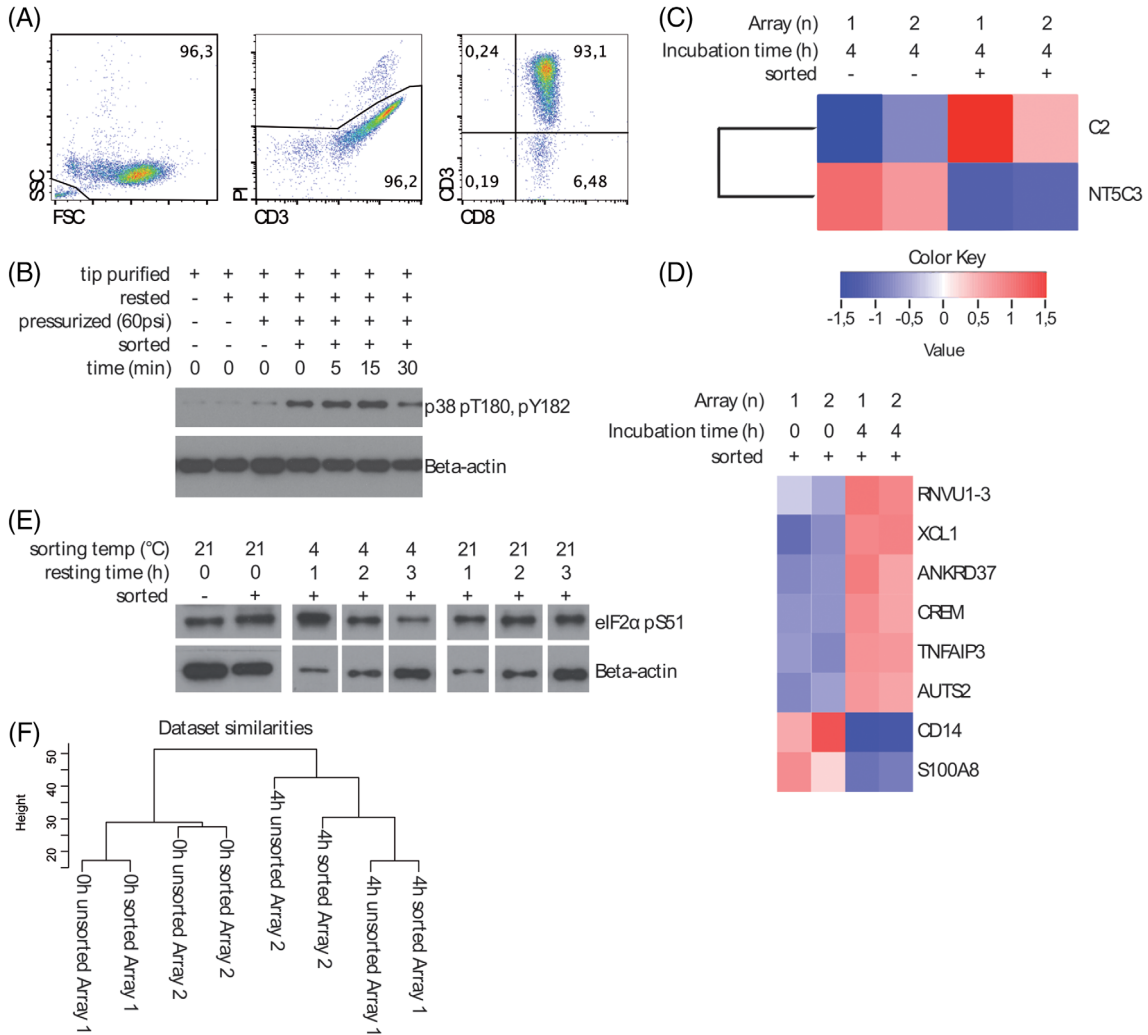 (A)
96,3
SSC
FSC
96,2
PI
CD3
0,24
93,1
0,19
6,48
CD3
CD8
(B)
tip purified + + + + + + +
rested - + + + + + +
pressurized (60psi) - - + + + + +
sorted - - - + + + +
time (min) 0 0 0 0 5 15 30
p38 pT180, pY182
Beta-actin
(C)
Array (n) 1 2 1 2
Incubation time (h) 4 4 4 4
sorted - - + +
C2
NT5C3
Color Key
-1,5 -1 -0,5 0 0,5 1 1,5
Value
(D)
Array (n) 1 2 1 2
Incubation time (h) 0 0 4 4
sorted + + + +
RNVU1-3
XCL1
ANKRD37
CREM
TNFAIP3
AUTS2
CD14
S100A8
(E)
sorting temp (°C) 21 21 4 4 4 21 21 21
resting time (h) 0 0 1 2 3 1 2 3
sorted - + + + + + + +
eIF2α pS51
Beta-actin
(F)
Dataset similarities
Height
20 30 40 50
0h unsorted Array 1
0h sorted Array 1
0h unsorted Array 2
0h sorted Array 2
4h unsorted Array 2
4h sorted Array 2
4h unsorted Array 1
4h sorted Array 1